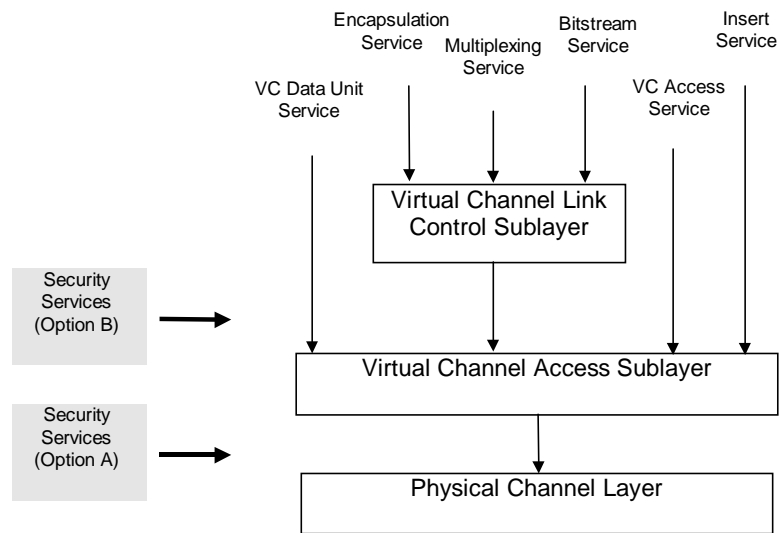 Encapsulation
Service
Multiplexing
Service
Bitstream
Service
Insert
Service
VC Data Unit
Service
VC Access
Service
Virtual Channel Link
Control Sublayer
Security
Services
(Option B)
Virtual Channel Access Sublayer
Security
Services
(Option A)
Physical Channel Layer